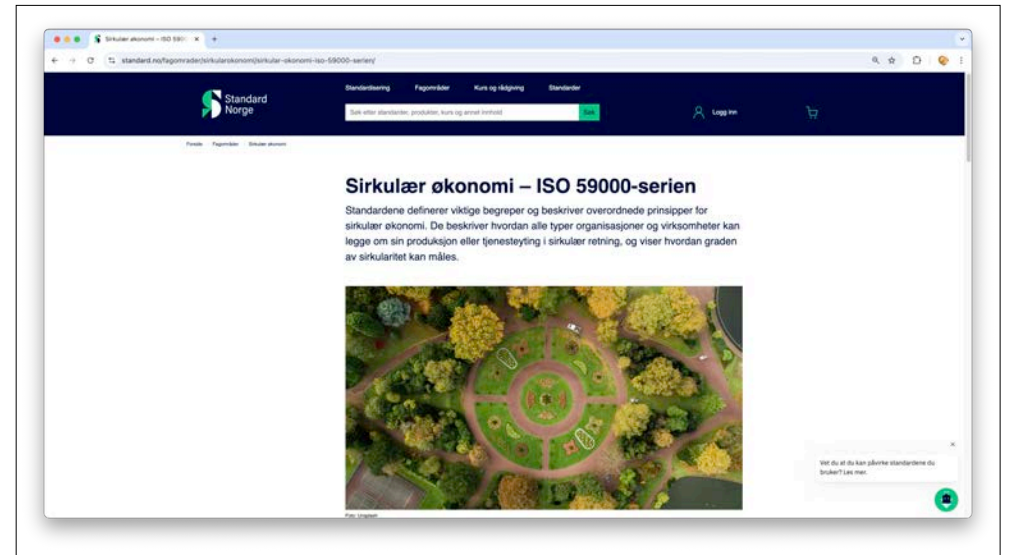 Sirkulær økonomi – ISO 5900
standard.no/fagomrader/sirkularokonomi/sirkular-okonomi-iso-59000-serien/
Standardisering Fagområder Kurs og rådgiving Standarder
Standard
Norge
Søk etter standarder, produkter, kurs og annet innhold
Søk
Logg inn
Forside Fagområder Sirkulær økonomi
Sirkulær økonomi – ISO 59000-serien
Standardene definerer viktige begreper og beskriver overordnede prinsipper for
sirkulær økonomi. De beskriver hvordan alle typer organisasjoner og virksomheter kan
legge om sin produksjon eller tjenesteyting i sirkulær retning, og viser hvordan graden
av sirkularitet kan måles.
Vet du at du kan påvirke standardene du
bruker? Les mer.
Foto: Unsplash